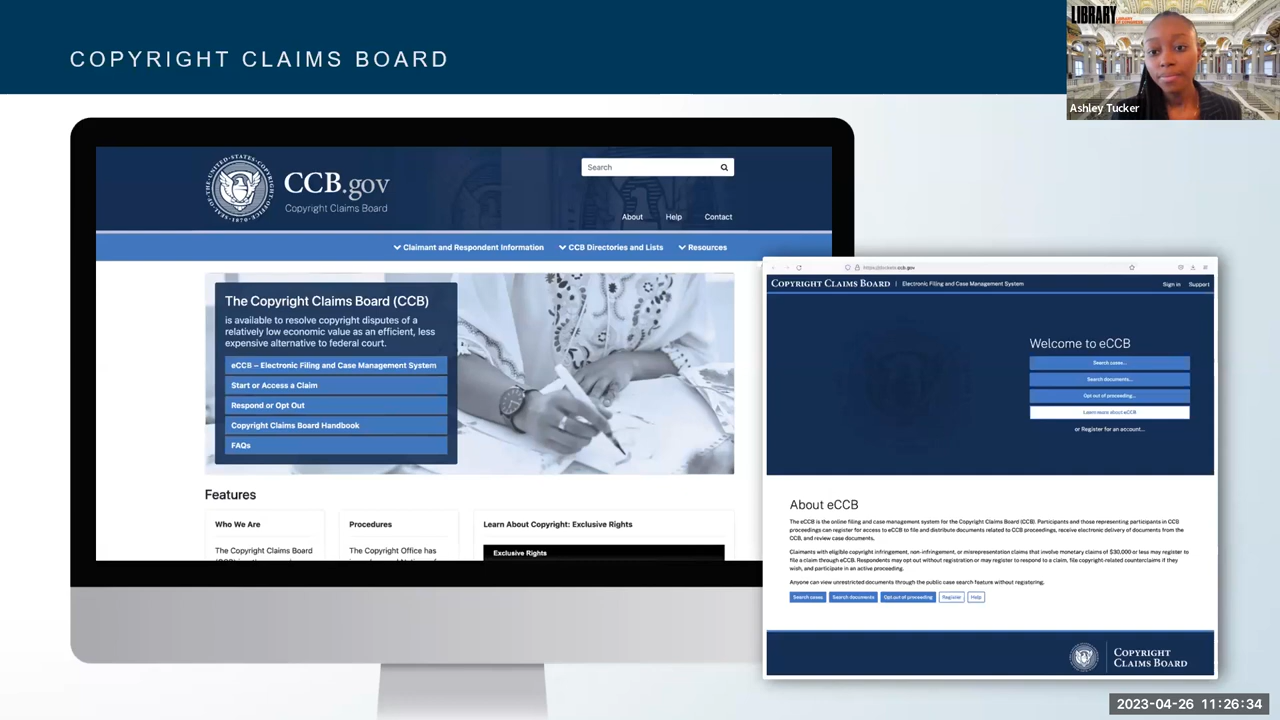 COPYRIGHT CLAIMS BOARD
LIBRARY
Ashley Tucker
CCB.gov
Copyright Claims Board
Search
About
Help
Contact
Claimant and Respondent Information
CCB Directories and Lists
Resources
The Copyright Claims Board (CCB)
is available to resolve copyright disputes of a
relatively low economic value as an efficient, less
expensive alternative to federal court.
eCCB – Electronic Filing and Case Management System
Start or Access a Claim
Respond or Opt Out
Copyright Claims Board Handbook
FAQs
Features
Who We Are
The Copyright Claims Board
Procedures
The Copyright Office has
Learn About Copyright: Exclusive Rights
Exclusive Rights
COPYRIGHT CLAIMS BOARD | Electronic Filing and Case Management System
Sign in
Support
Welcome to eCCB
Search cases...
Search documents...
Opt out of proceeding...
Learn more about eCCB
or Register for an account...
About eCCB
The eCCB is the online filing and case management system for the Copyright Claims Board (CCB). Participants and those representing participants in CCB
proceedings can register for access to eCCB to file and distribute documents related to CCB proceedings, receive electronic delivery of documents from the
CCB, and review case documents.
Claimants with eligible copyright infringement, non-infringement, or misrepresentation claims that involve monetary claims of $30,000 or less may register to
file a claim through eCCB. Respondents may opt out without registration or may register to respond to a claim, file copyright-related counterclaims if they
wish, and participate in an active proceeding.
Anyone can view unrestricted documents through the public case search feature without registering.
Search cases
Search documents
Opt out of proceeding
Register
Help
COPYRIGHT
CLAIMS BOARD
2023-04-26 11:26:34